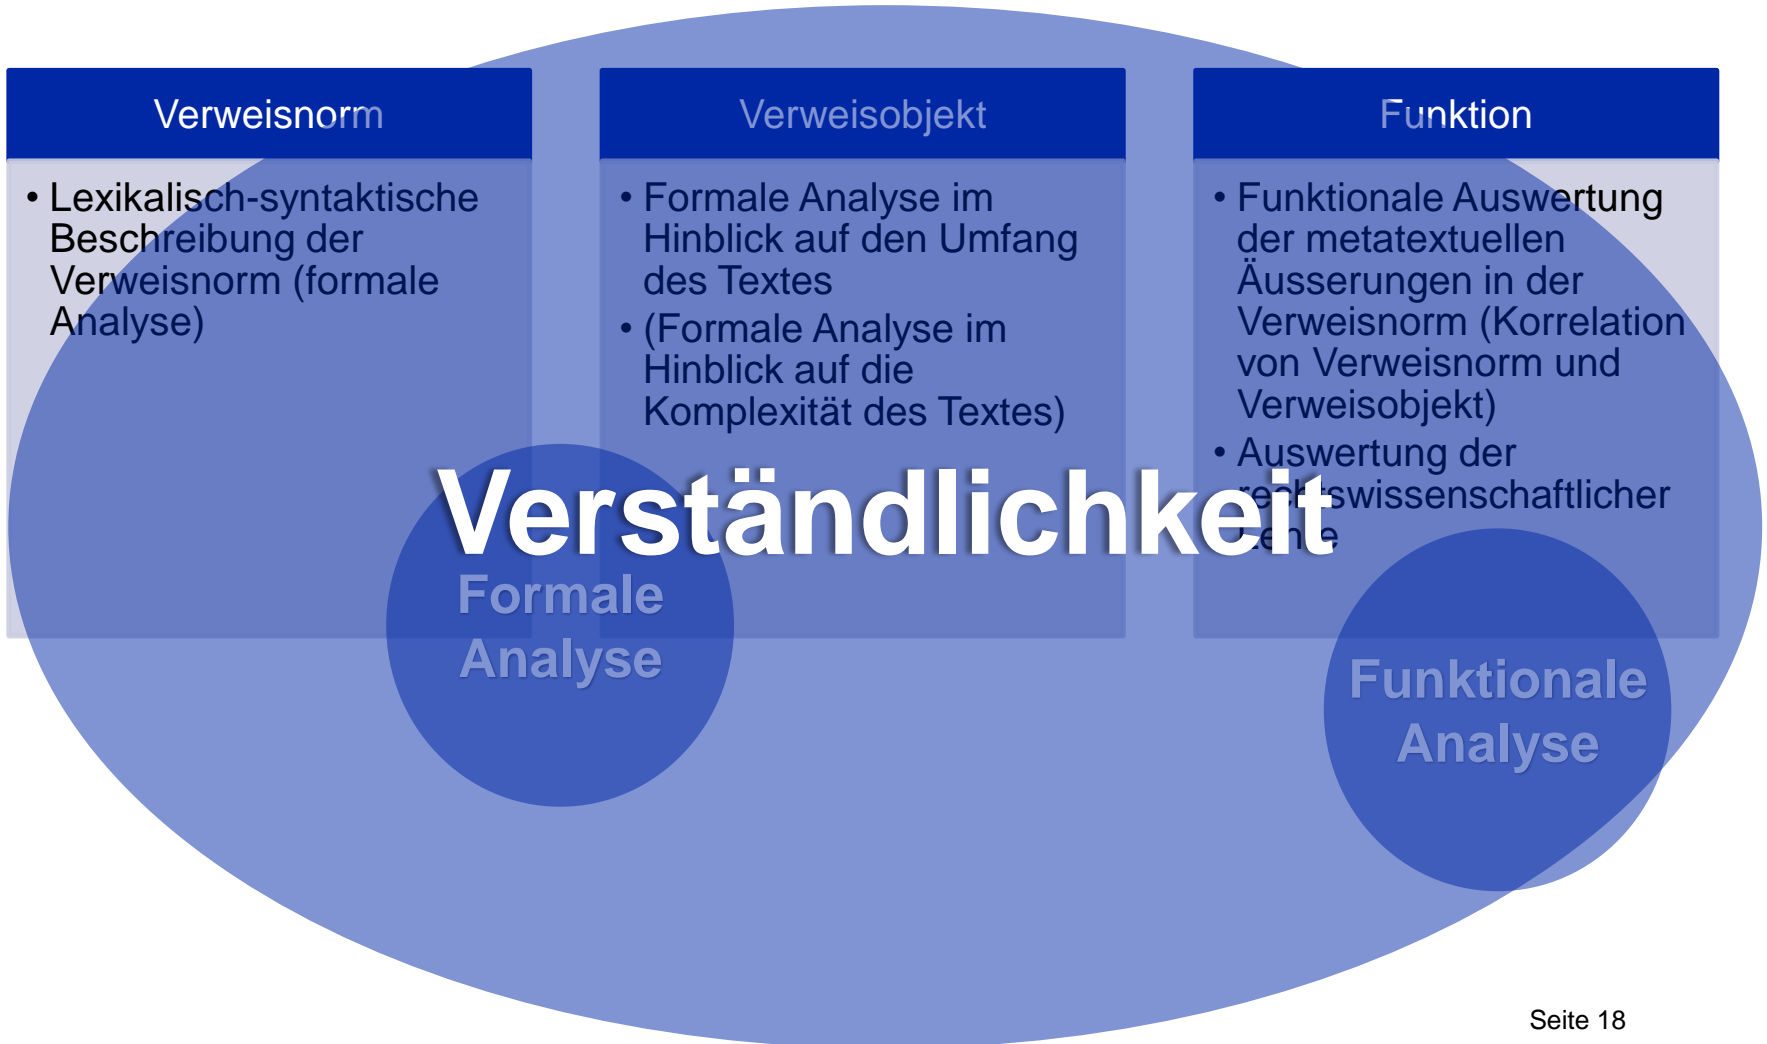 Verweisnorm
• Lexikalisch-syntaktische
Beschreibung der
Verweisnorm (formale
Analyse)
Verweisobjekt
• Formale Analyse im
Hinblick auf den Umfang
des Textes
• (Formale Analyse im
Hinblick auf die
Komplexität des Textes)
Funktion
• Funktionale Auswertung
der metatextuellen
Äusserungen in der
Verweisnorm (Korrelation
von Verweisnorm und
Verweisobjekt)
• Auswertung der
rechtswissenschaftlicher
Lehre
Verständlichkeit
Formale
Analyse
Funktionale
Analyse
Seite 18